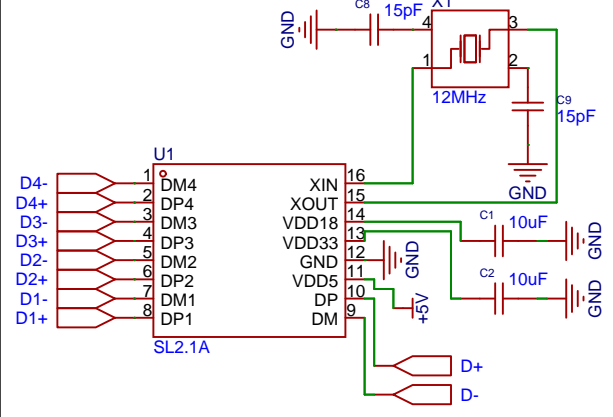 C8
15pF
X1
GND
4
3
1
2
12MHz
C9
15pF
GND
U1
D4-
1
DM4
XIN
16
D4+
2
DP4
XOUT
15
D3-
3
DM3
VDD18
14
C1
10uF
GND
D3+
4
DP3
VDD33
13
D2-
5
DM2
GND
12
GND
D2+
6
DP2
VDD5
11
C2
10uF
GND
D1-
7
DM1
DP
10
+5V
D1+
8
DP1
DM
9
SL2.1A
D+
D-